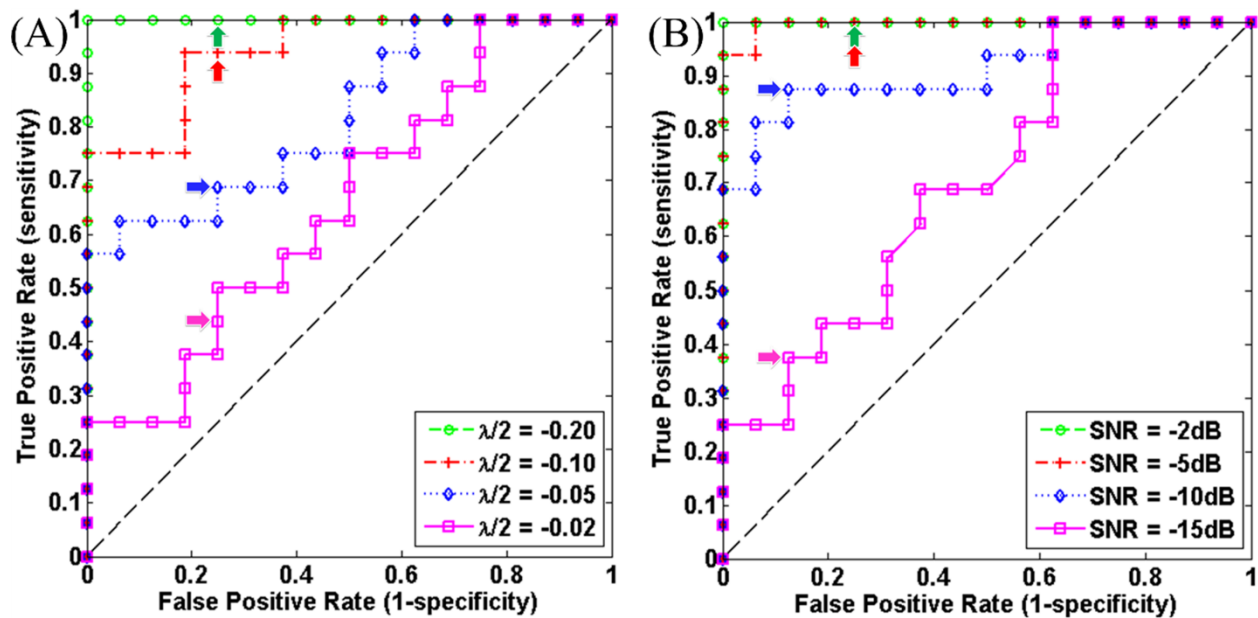 (A)
True Positive Rate (sensitivity)
1
0.9
0.8
0.7
0.6
0.5
0.4
0.3
0.2
0.1
0
0
0.2
0.4
0.6
0.8
1
False Positive Rate (1-specificity)
λ/2 = -0.20
λ/2 = -0.10
λ/2 = -0.05
λ/2 = -0.02
(B)
True Positive Rate (sensitivity)
1
0.9
0.8
0.7
0.6
0.5
0.4
0.3
0.2
0.1
0
0
0.2
0.4
0.6
0.8
1
False Positive Rate (1-specificity)
SNR = -2dB
SNR = -5dB
SNR = -10dB
SNR = -15dB